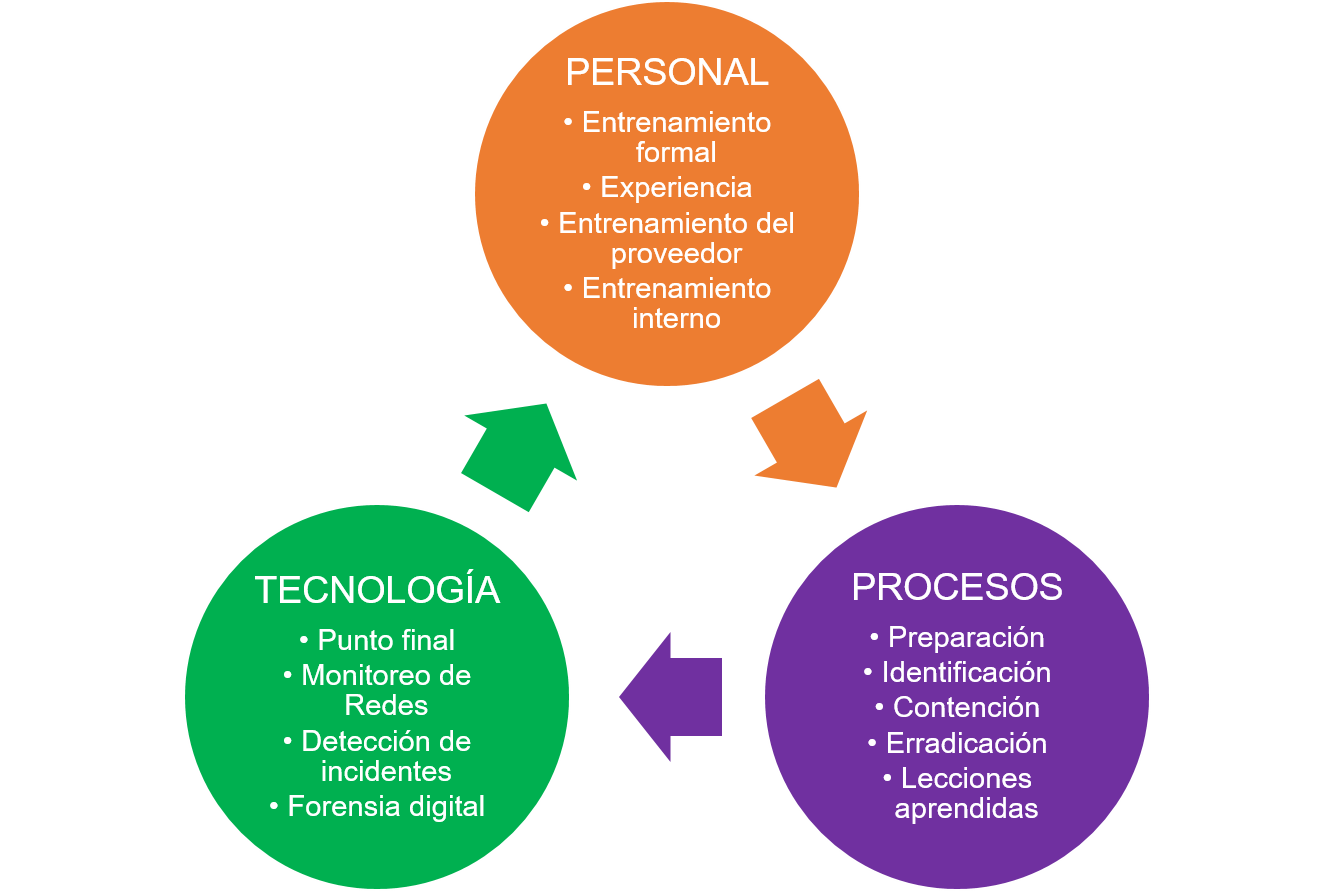 PERSONAL
• Entrenamiento
formal
• Experiencia
• Entrenamiento del
proveedor
• Entrenamiento
interno
TECNOLOGÍA
• Punto final
• Monitoreo de
Redes
• Detección de
incidentes
• Forensia digital
PROCESOS
• Preparación
• Identificación
• Contención
• Erradicación
• Lecciones
aprendidas